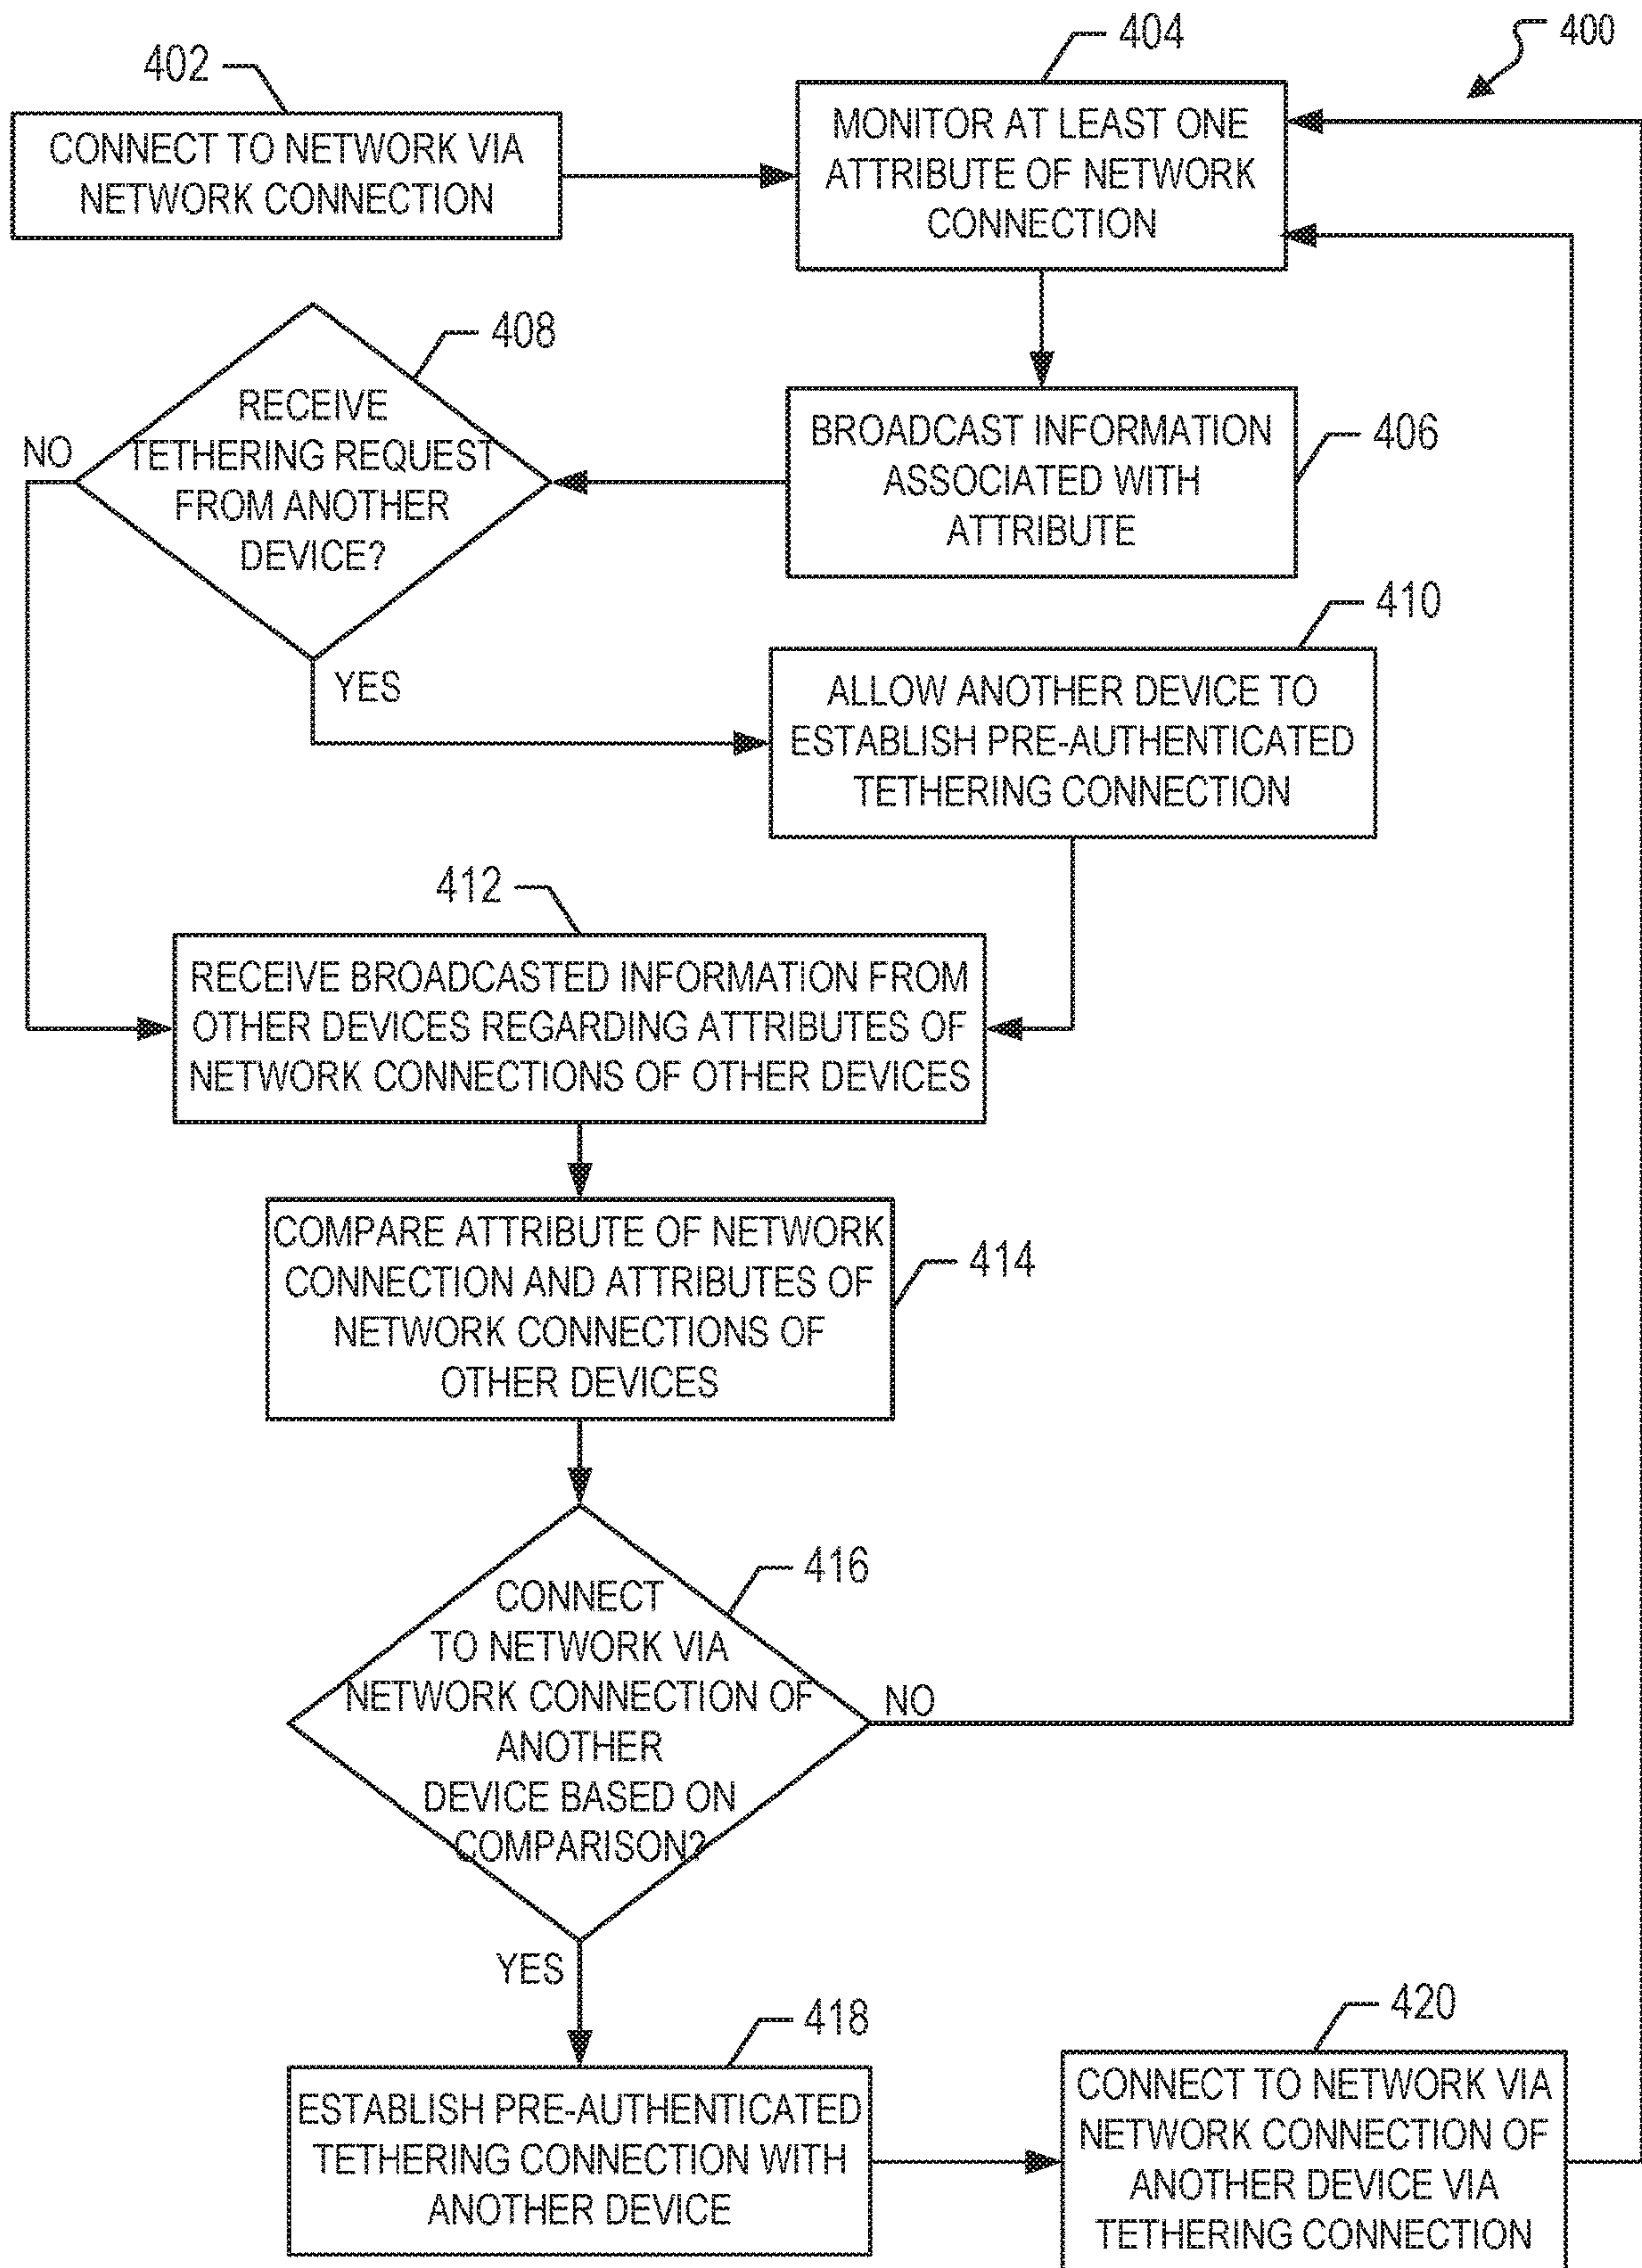 400
402
CONNECT TO NETWORK VIA
NETWORK CONNECTION
404
MONITOR AT LEAST ONE
ATTRIBUTE OF NETWORK
CONNECTION
406
BROADCAST INFORMATION
ASSOCIATED WITH
ATTRIBUTE
408
RECEIVE
TETHERING REQUEST
FROM ANOTHER
DEVICE?
NO
YES
410
ALLOW ANOTHER DEVICE TO
ESTABLISH PRE-AUTHENTICATED
TETHERING CONNECTION
412
RECEIVE BROADCASTED INFORMATION FROM
OTHER DEVICES REGARDING ATTRIBUTES OF
NETWORK CONNECTIONS OF OTHER DEVICES
COMPARE ATTRIBUTE OF NETWORK
CONNECTION AND ATTRIBUTES OF
NETWORK CONNECTIONS OF
OTHER DEVICES
414
416
CONNECT
TO NETWORK VIA
NETWORK CONNECTION OF
ANOTHER
DEVICE BASED ON
COMPARISON?
NO
YES
418
ESTABLISH PRE-AUTHENTICATED
TETHERING CONNECTION WITH
ANOTHER DEVICE
420
CONNECT TO NETWORK VIA
NETWORK CONNECTION OF
ANOTHER DEVICE VIA
TETHERING CONNECTION